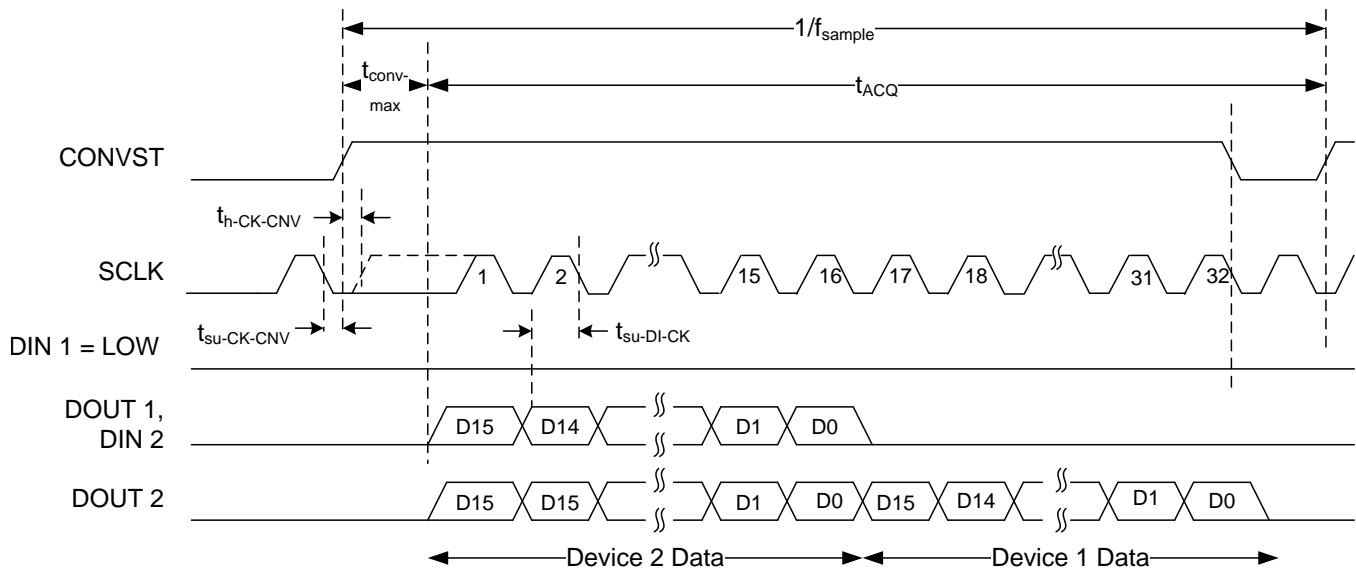 1/fsample
tconv-max
tACQ
CONVST
th-CK-CNV
SCLK
1 2 15 16 17 18 31 32
tsu-CK-CNV
tsu-DI-CK
DIN 1 = LOW
DOUT 1,
DIN 2
D15 D14 D1 D0
DOUT 2
D15 D15 D1 D0 D15 D14 D1 D0
Device 2 Data
Device 1 Data